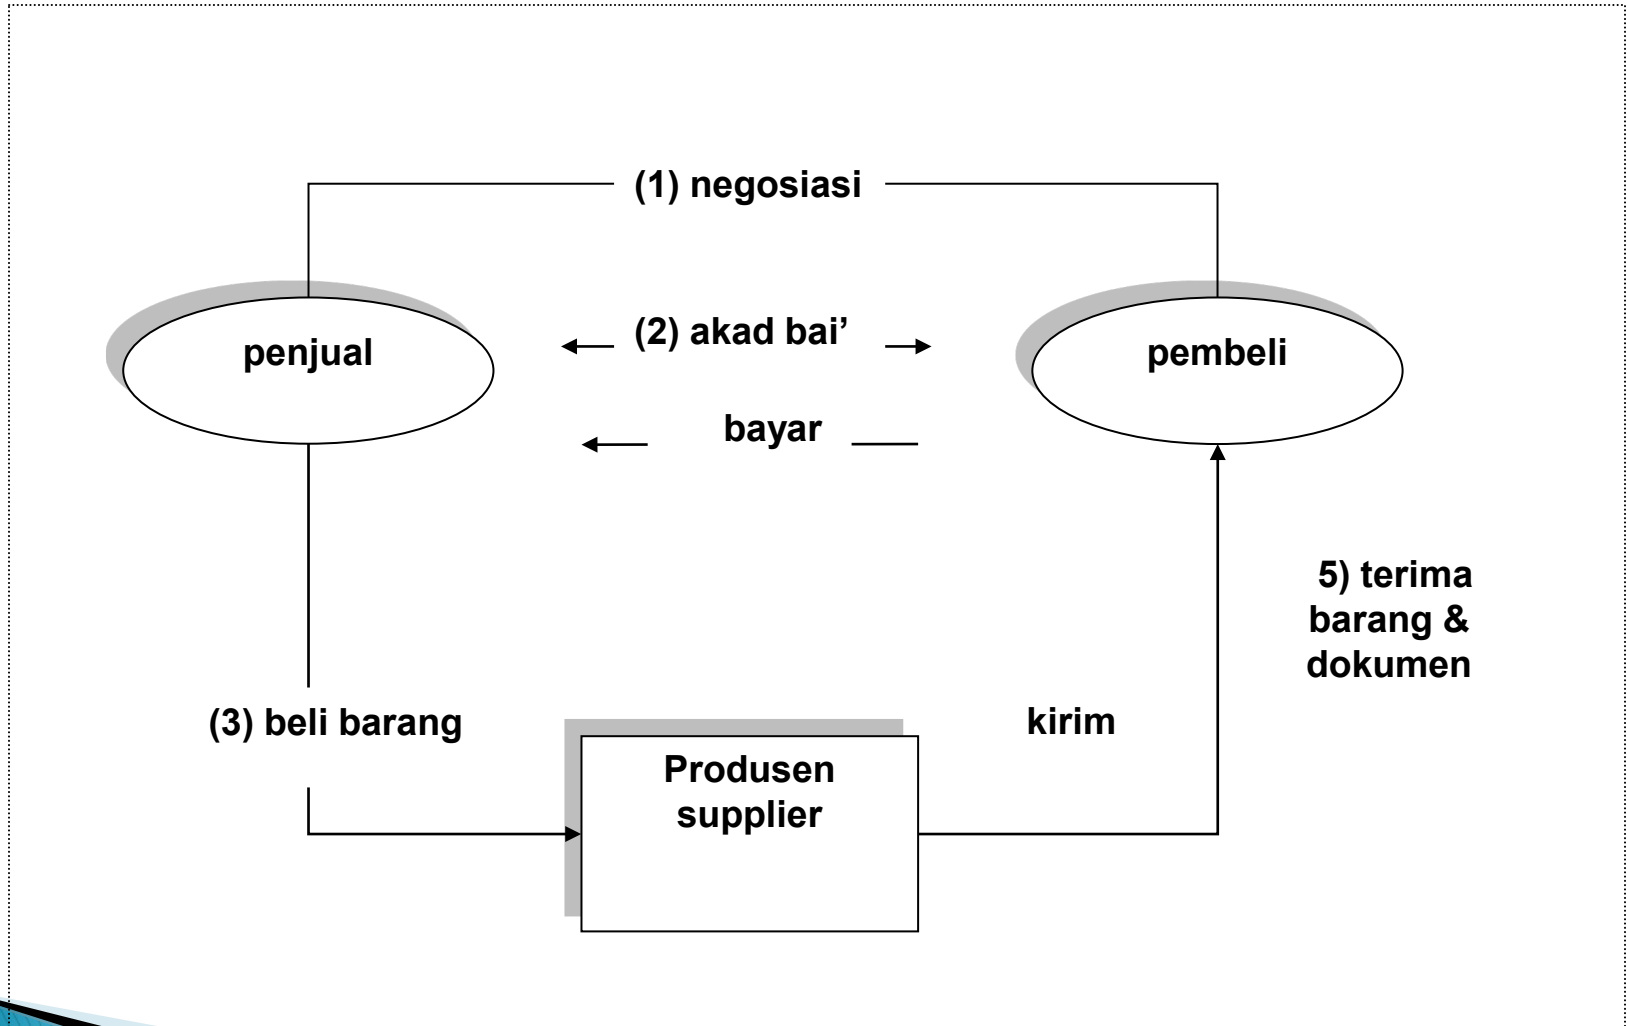 (1) negosiasi
(2) akad bai’
penjual
pembeli
bayar
5) terima
barang &
dokumen
(3) beli barang
kirim
Produsen
supplier